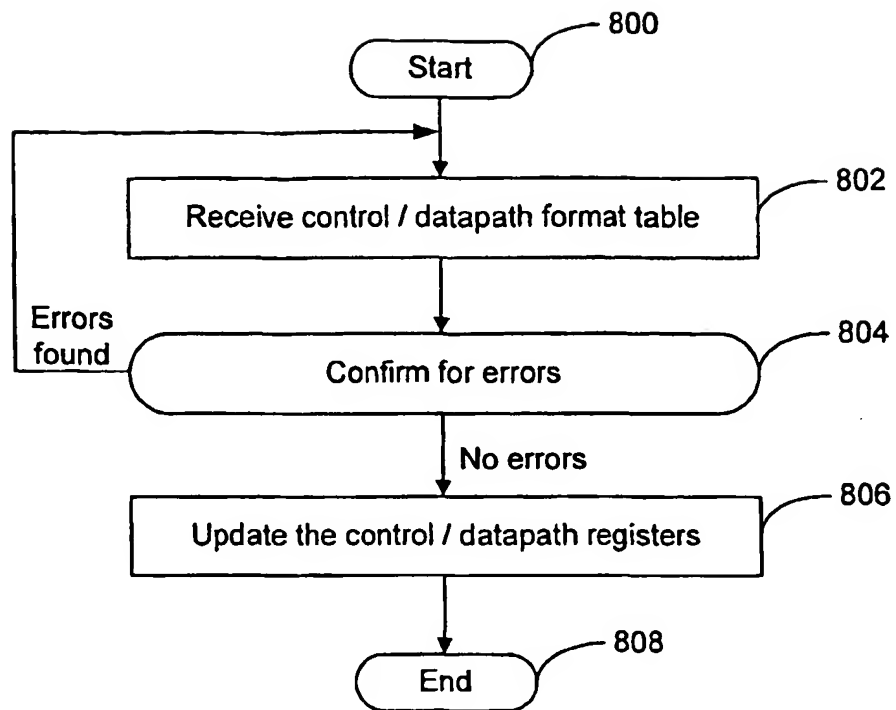 800
Start
802
Receive control / datapath format table
Errors
found
804
Confirm for errors
No errors
806
Update the control / datapath registers
808
End